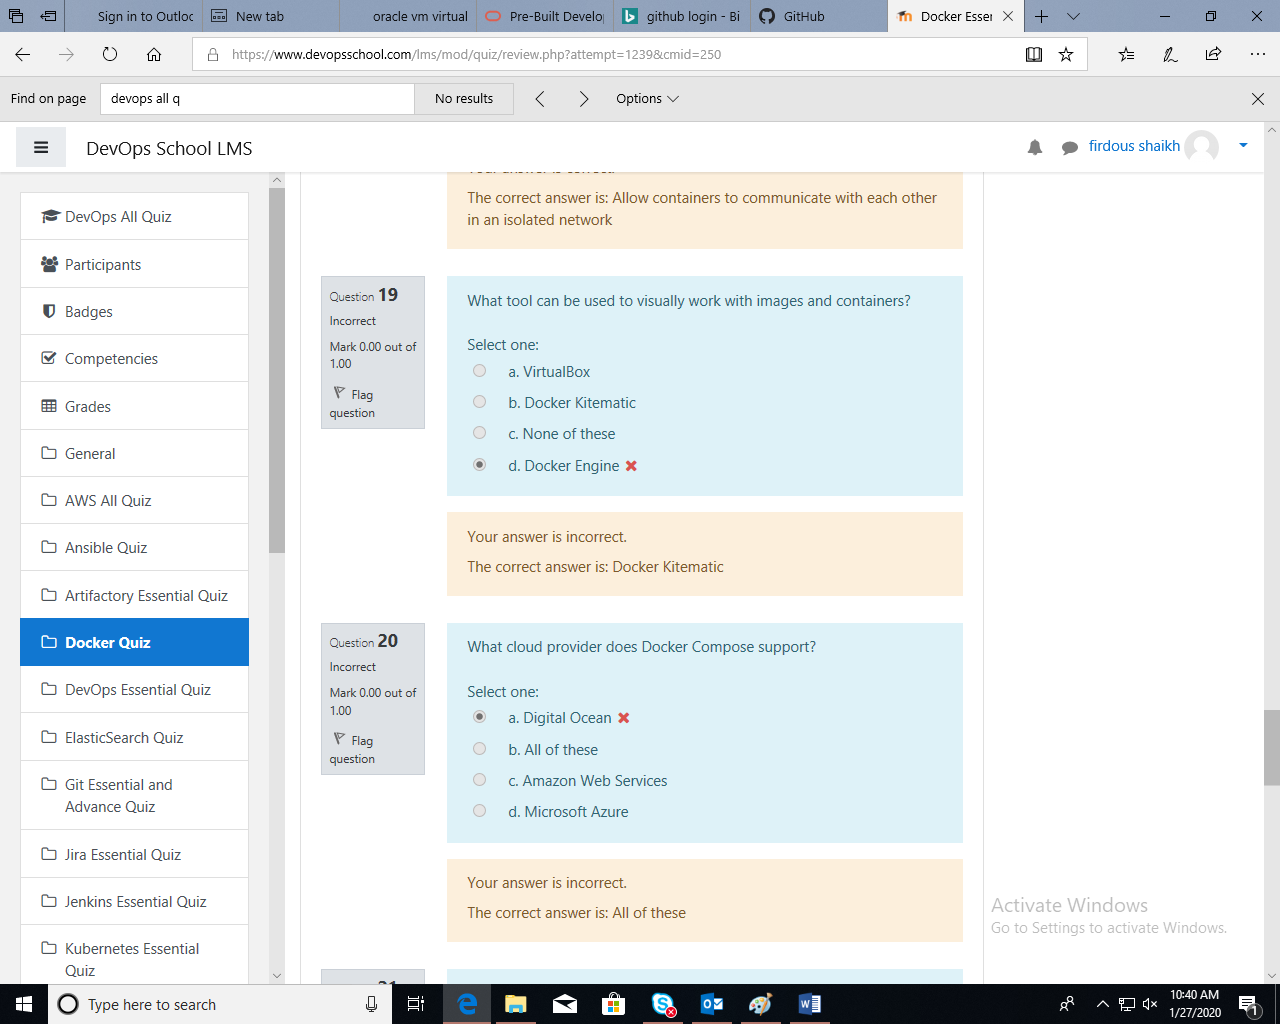 Sign in to Outloc
New tab
oracle vm virtual
Pre-Built Develo
github login - Bi
GitHub
Docker Esser
https://www.devopsschool.com/lms/mod/quiz/review.php?attempt=1239&cmid=250
Find on page
devops all q
No results
Options
DevOps School LMS
firdous shaikh
DevOps All Quiz
Participants
Badges
Competencies
Grades
General
AWS All Quiz
Ansible Quiz
Artifactory Essential Quiz
Docker Quiz
DevOps Essential Quiz
ElasticSearch Quiz
Git Essential and
Advance Quiz
Jira Essential Quiz
Jenkins Essential Quiz
Kubernetes Essential
Quiz
The correct answer is: Allow containers to communicate with each other
in an isolated network
Question 19
Incorrect
Mark 0.00 out of
1.00
Flag
question
What tool can be used to visually work with images and containers?
Select one:
a. VirtualBox
b. Docker Kitematic
c. None of these
d. Docker Engine
Your answer is incorrect.
The correct answer is: Docker Kitematic
Question 20
Incorrect
Mark 0.00 out of
1.00
Flag
question
What cloud provider does Docker Compose support?
Select one:
a. Digital Ocean
b. All of these
c. Amazon Web Services
d. Microsoft Azure
Your answer is incorrect.
The correct answer is: All of these
Activate Windows
Go to Settings to activate Windows.
Type here to search
10:40 AM
1/27/2020
1